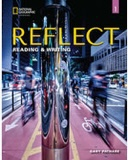 NATIONAL
GEOGRAPHIC
LEARNING
1
REFLECT
READING & WRITING